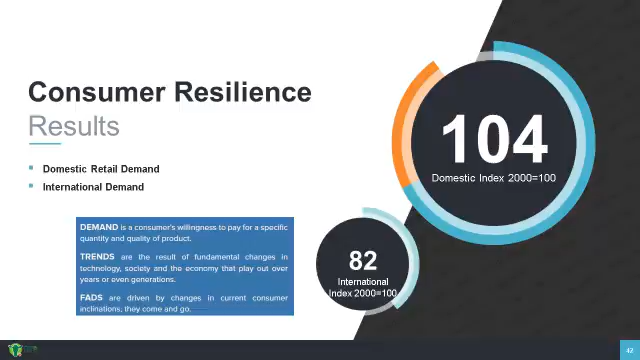 Consumer Resilience
Results
Domestic Retail Demand
International Demand
DEMAND is a consumer's willingness to pay for a specific
quantity and quality of product.
TRENDS are the result of fundamental changes in
technology, society and the economy that play out over
years or even generations.
FADS are driven by changes in current consumer
inclinations, they come and go.
104
Domestic Index 2000=100
82
International
Index 2000=100
42